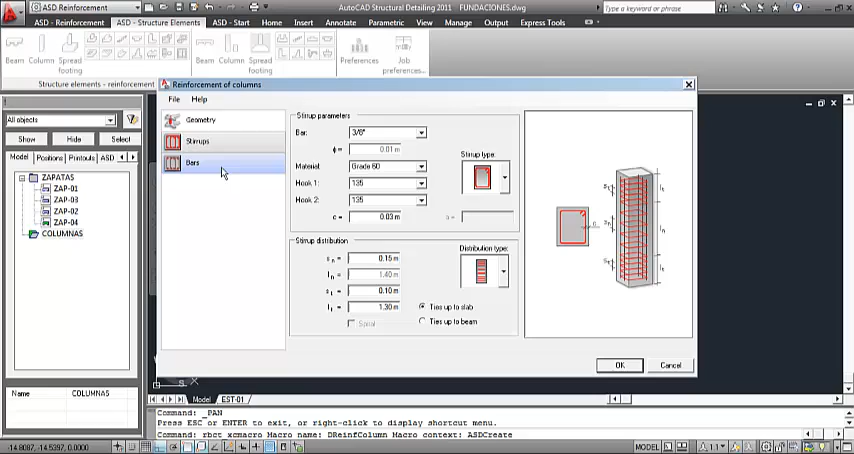 ASD Reinforcement
AutoCAD Structural Detailing 2011 FUNDACIONES.dwg
Type a keyword or phrase
ASD - Reinforcement ASD - Structure Elements ASD - Start Home Insert Annotate Parametric View Manage Output Express Tools
Beam Column Spread footing
Beam Column Spread footing
Preferences Job preferences...
Structure elements - reinforcement
Reinforcement of columns
File Help
All objects
Show Hide Select
Model Positions Printouts ASD
ZAPATAS
ZAP-01
ZAP-03
ZAP-02
ZAP-04
COLUMNAS
Name COLUMNAS
Geometry
Stirrups
Bars
Stirrup parameters
Bar: 3/8"
ϕ = 0.01 m
Material: Grade 60
Hook 1: 135
Hook 2: 135
c = 0.03 m
a =
Stirrup type:
Stirrup distribution
s n = 0.15 m
l n = 1.40 m
s t = 0.10 m
l t = 1.30 m
Spiral
Distribution type:
Ties up to slab
Ties up to beam
OK Cancel
Model EST-01
Command: _PAN
Press ESC or ENTER to exit, or right-click to display shortcut menu.
Command: rbct_xcmacro Macro name: DReinfColumn Macro context: ASDCreate
Command:
-14.8087, -14.5397, 0.0000
MODEL
1:1